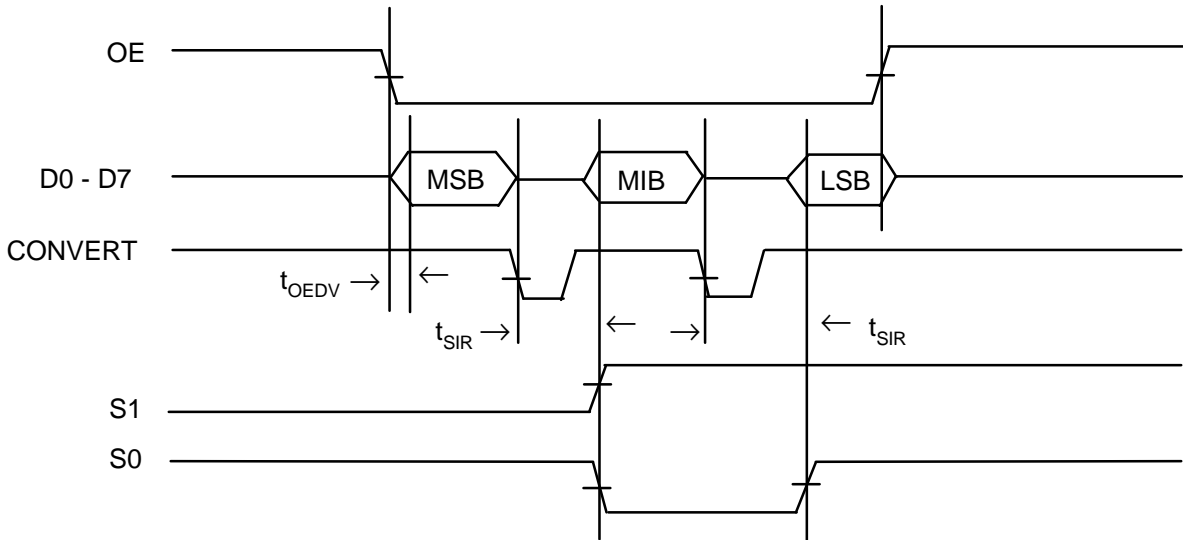 OE
D0 - D7
MSB
MIB
LSB
CONVERT
tOEDV
tSIR
tSIR
S1
S0